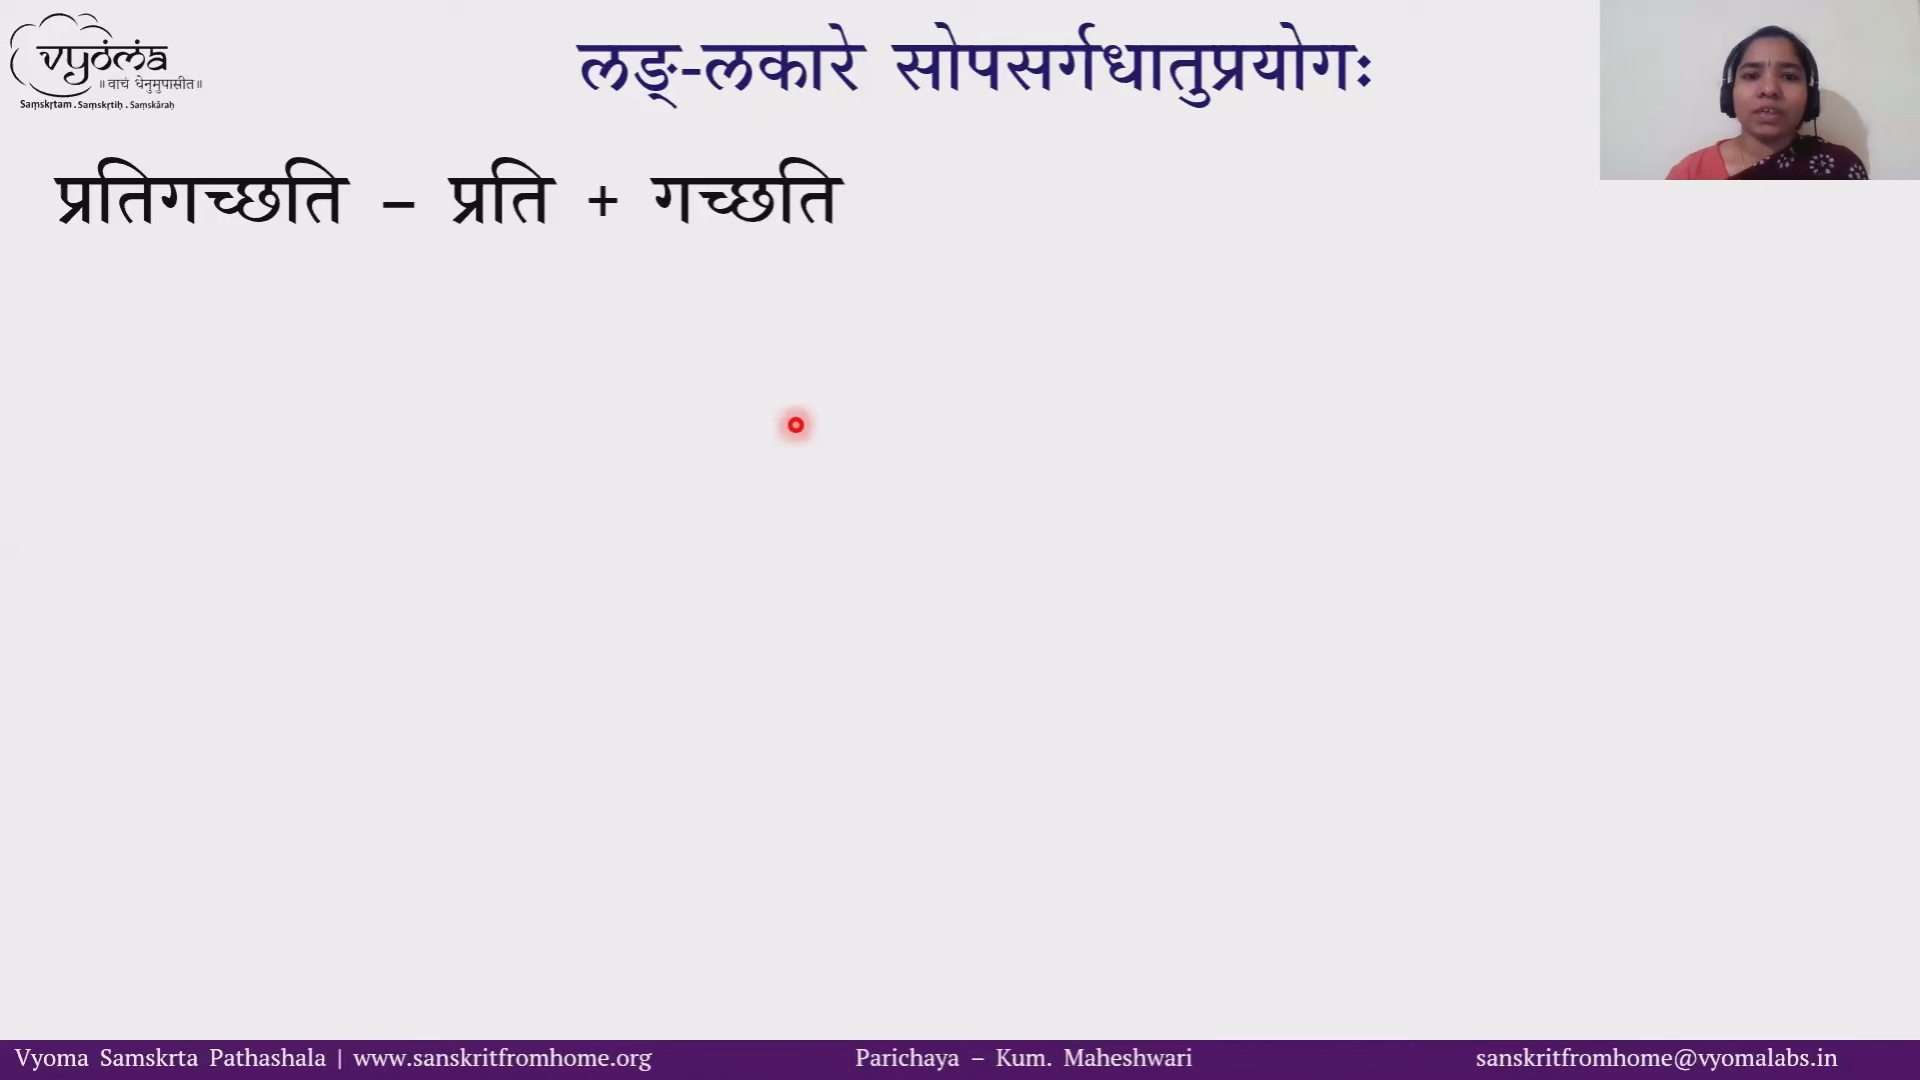 vyoma
॥वाचं धेनुमुपासीत॥
Saṃskṛtam . Saṃskṛtiḥ . Saṃskāraḥ
लङ्-लकारे सोपसर्गधातुप्रयोगः
प्रतिगच्छति – प्रति + गच्छति
Vyoma Samskrta Pathashala | www.sanskritfromhome.org
Parichaya – Kum. Maheshwari
sanskritfromhome@vyomalabs.in